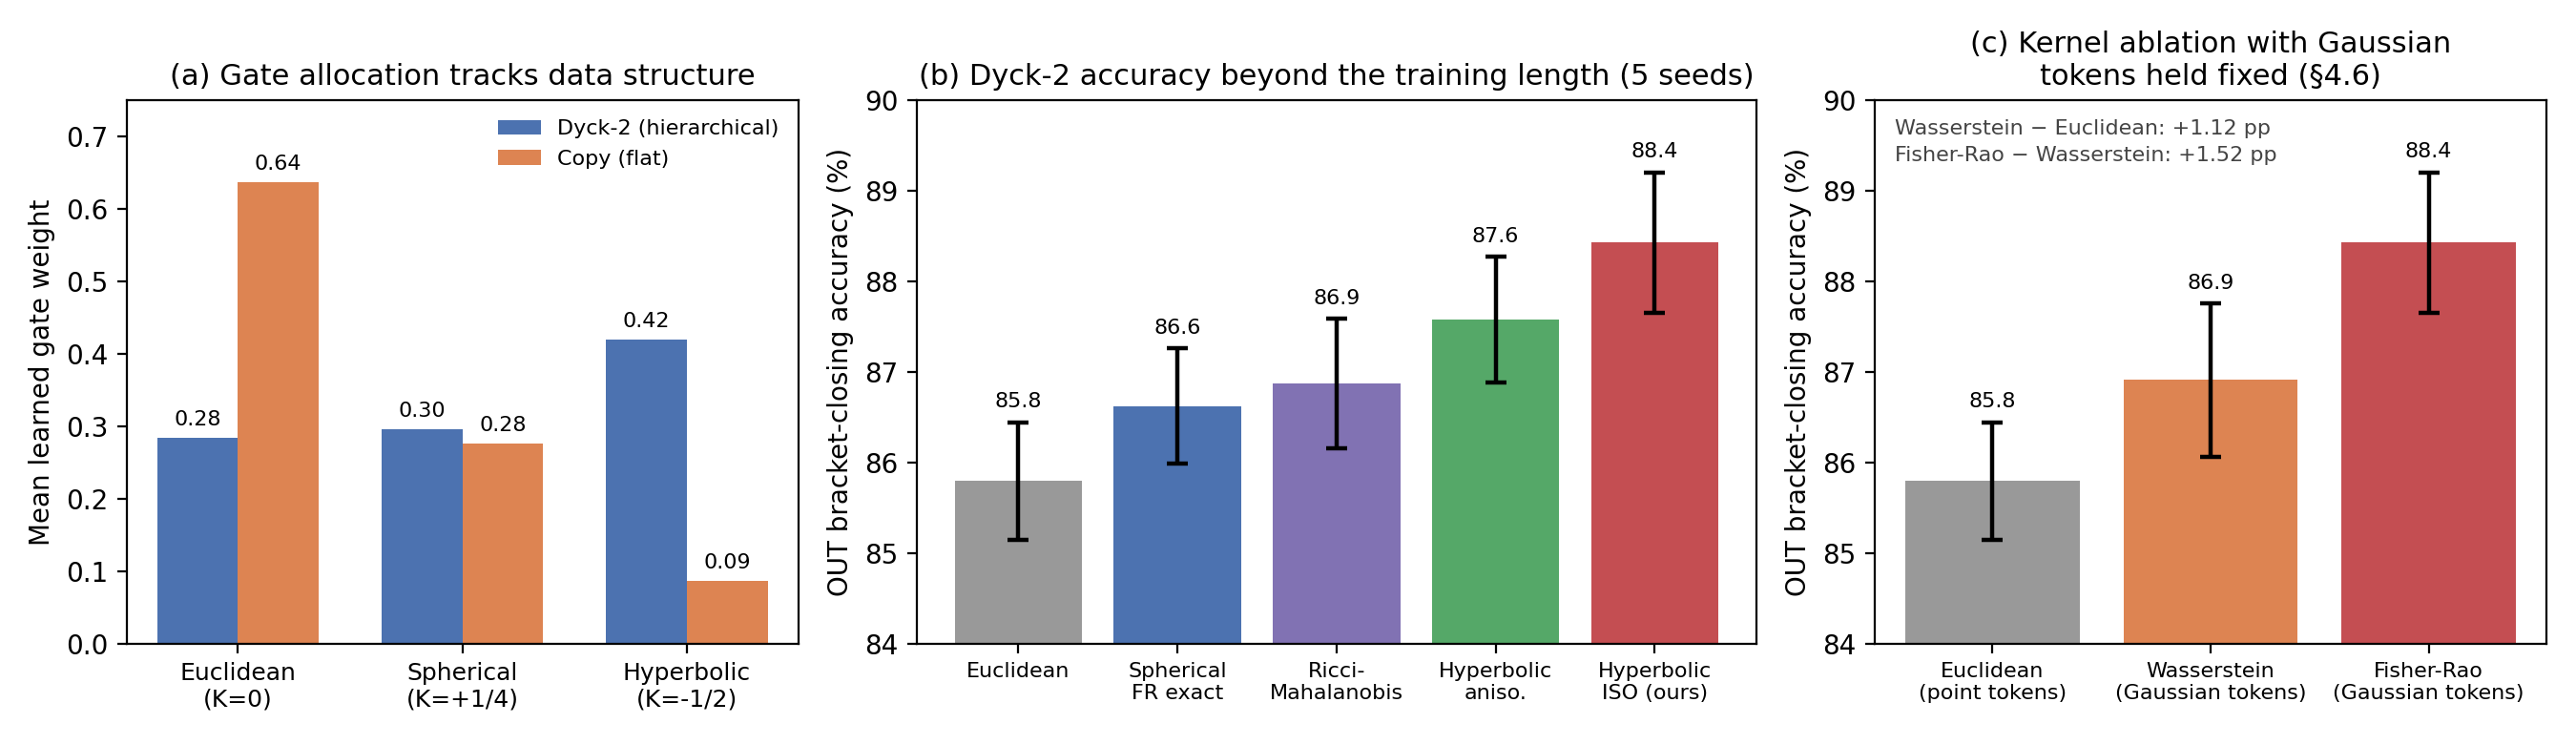 (a) Gate allocation tracks data structure
Mean learned gate weight
0.7
0.6
0.5
0.4
0.3
0.2
0.1
0.0
Dyck-2 (hierarchical)
Copy (flat)
0.28
0.64
0.30
0.28
0.42
0.09
Euclidean
(K=0)
Spherical
(K=+1/4)
Hyperbolic
(K=-1/2)
(b) Dyck-2 accuracy beyond the training length (5 seeds)
OUT bracket-closing accuracy (%)
90
89
88
87
86
85
84
85.8
86.6
86.9
87.6
88.4
Euclidean
Spherical
FR exact
Ricci-
Mahalanobis
Hyperbolic
aniso.
Hyperbolic
ISO (ours)
(c) Kernel ablation with Gaussian
tokens held fixed (§4.6)
OUT bracket-closing accuracy (%)
90
89
88
87
86
85
84
Wasserstein − Euclidean: +1.12 pp
Fisher-Rao − Wasserstein: +1.52 pp
85.8
86.9
88.4
Euclidean
(point tokens)
Wasserstein
(Gaussian tokens)
Fisher-Rao
(Gaussian tokens)